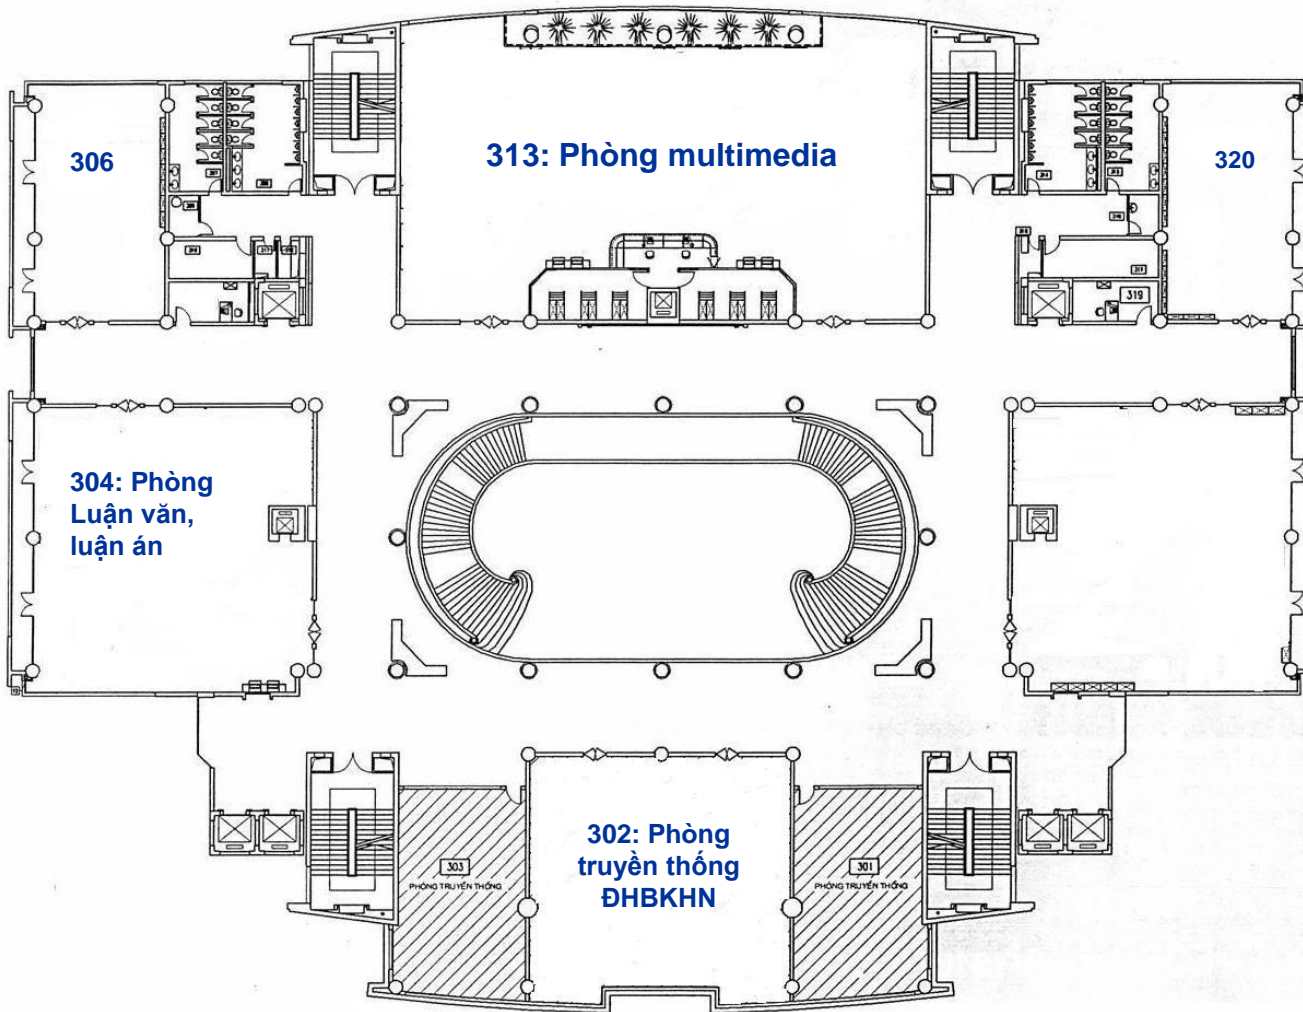 306
313: Phòng multimedia
320
319
304: Phòng
Luận văn,
luận án
302: Phòng
truyền thống
ĐHBKHN
303
PHÒNG TRUYỀN THỐNG
301
PHÒNG TRUYỀN THỐNG